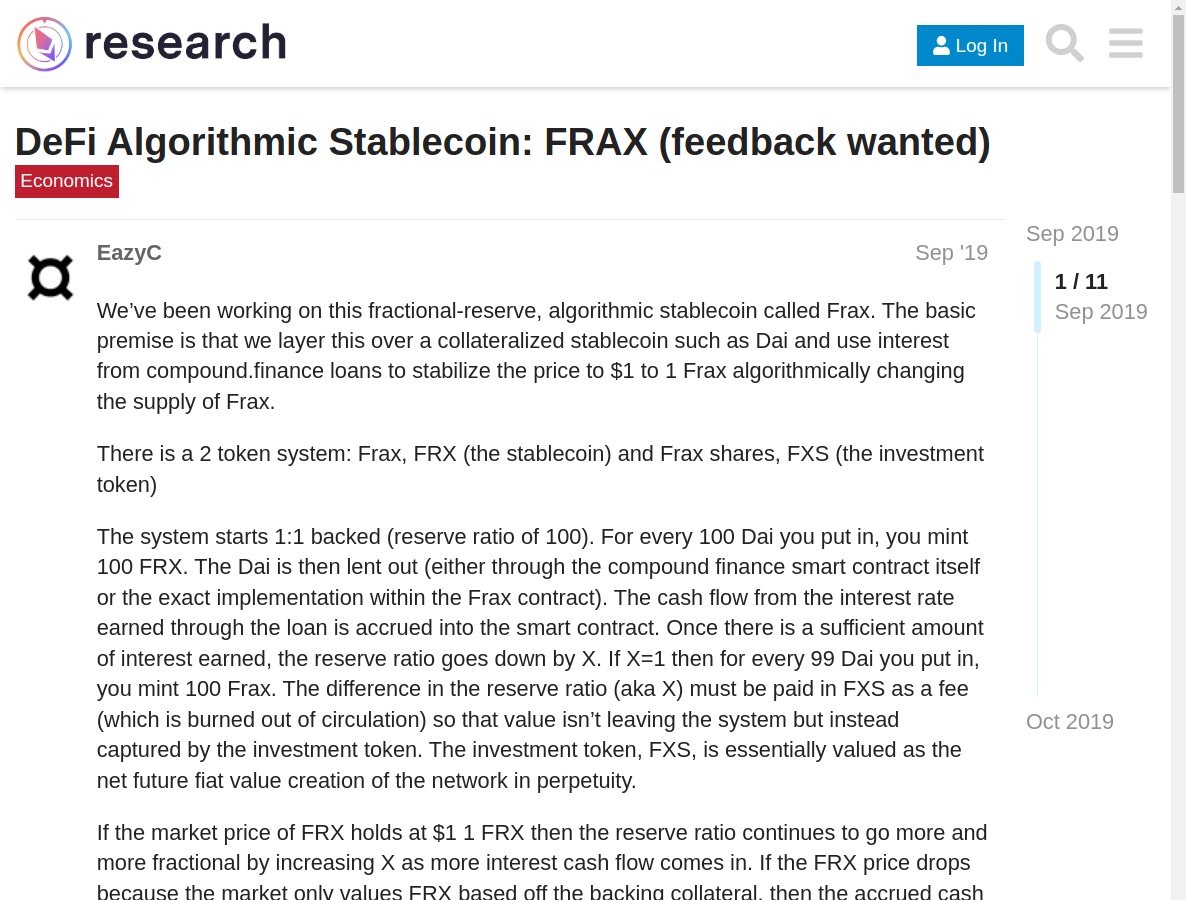 research
Log In
DeFi Algorithmic Stablecoin: FRAX (feedback wanted)
Economics
EazyC
Sep '19
We’ve been working on this fractional-reserve, algorithmic stablecoin called Frax. The basic
premise is that we layer this over a collateralized stablecoin such as Dai and use interest
from compound.finance loans to stabilize the price to $1 to 1 Frax algorithmically changing
the supply of Frax.
There is a 2 token system: Frax, FRX (the stablecoin) and Frax shares, FXS (the investment
token)
The system starts 1:1 backed (reserve ratio of 100). For every 100 Dai you put in, you mint
100 FRX. The Dai is then lent out (either through the compound finance smart contract itself
or the exact implementation within the Frax contract). The cash flow from the interest rate
earned through the loan is accrued into the smart contract. Once there is a sufficient amount
of interest earned, the reserve ratio goes down by X. If X=1 then for every 99 Dai you put in,
you mint 100 Frax. The difference in the reserve ratio (aka X) must be paid in FXS as a fee
(which is burned out of circulation) so that value isn’t leaving the system but instead
captured by the investment token. The investment token, FXS, is essentially valued as the
net future fiat value creation of the network in perpetuity.
If the market price of FRX holds at $1 1 FRX then the reserve ratio continues to go more and
more fractional by increasing X as more interest cash flow comes in. If the FRX price drops
because the market only values FRX based off the backing collateral, then the accrued cash
Sep 2019
1 / 11
Sep 2019
Oct 2019